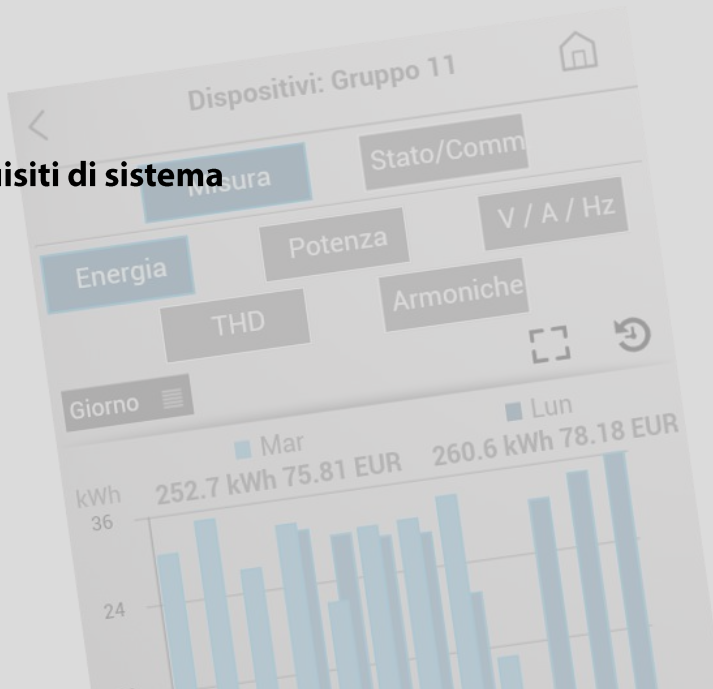 Dispositivi: Gruppo 11
isiti di sistema
Misura
Stato/Comm
Energia
Potenza
V / A / Hz
THD
Armoniche
Giorno
Mar
Lun
kWh
252.7 kWh 75.81 EUR
260.6 kWh 78.18 EUR
36
24